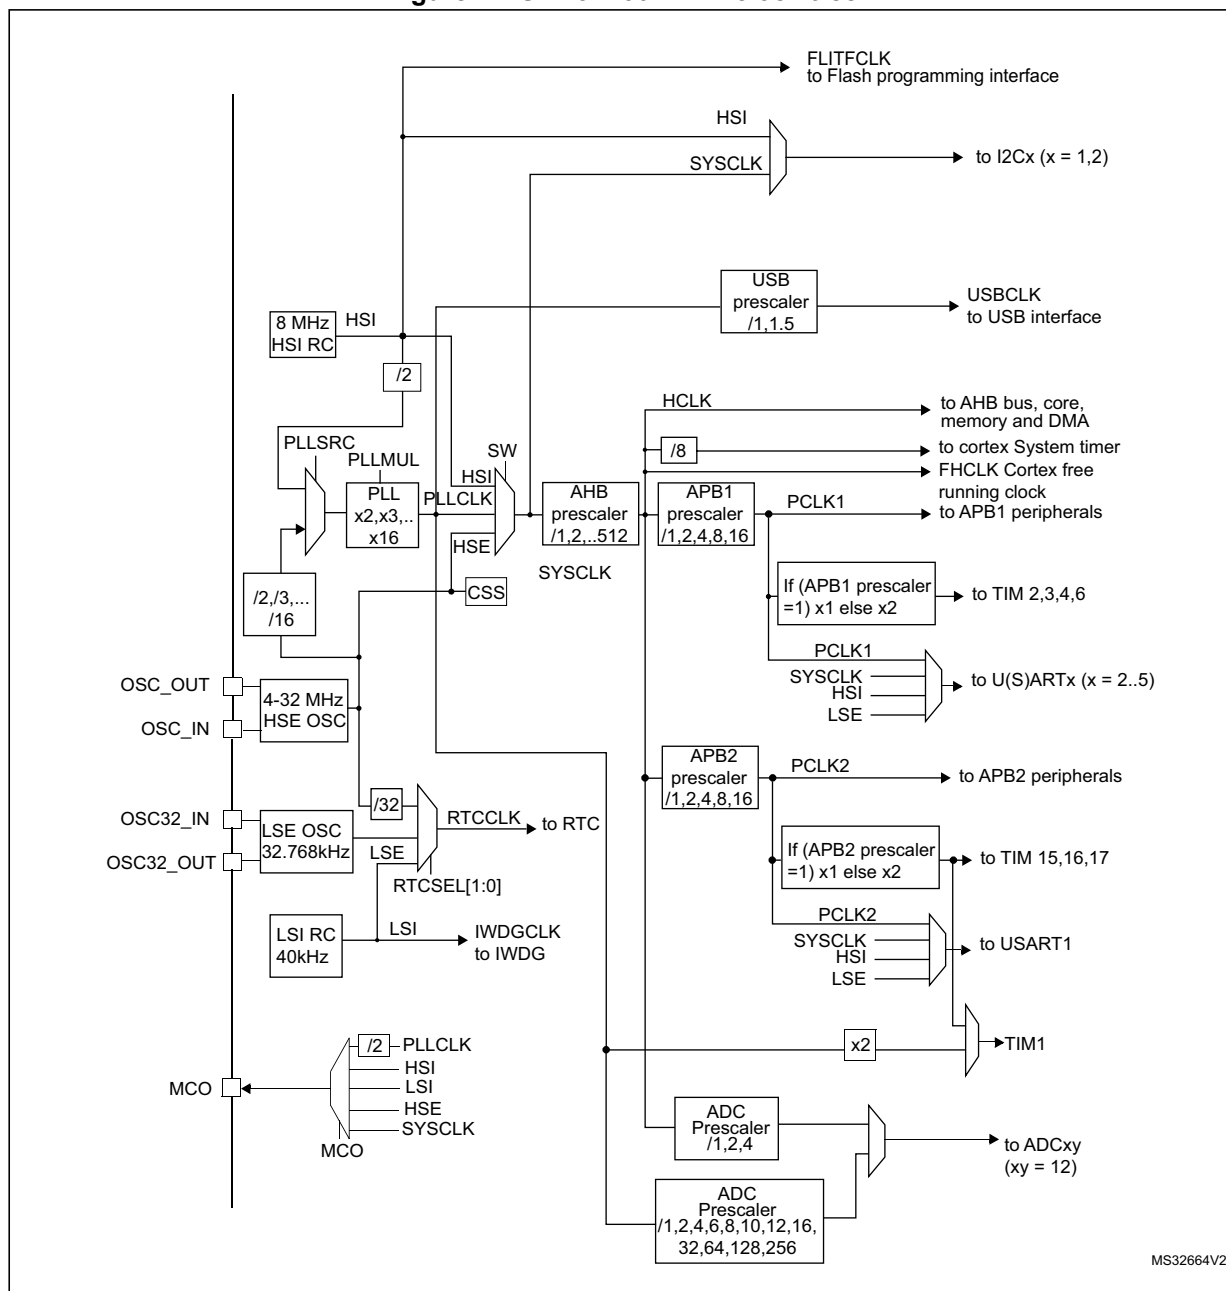 FLITFCLK
to Flash programming interface
HSI
to I2Cx (x = 1,2)
SYSCLK
USB
prescaler
/1,1.5
USBCLK
to USB interface
8 MHz
HSI RC
HSI
/2
HCLK
to AHB bus, core,
memory and DMA
/8
to cortex System timer
FHCLK Cortex free
running clock
PLLSRC
PLLMUL
PLL
x2,x3,..
x16
SW
HSI
PLLCLK
HSE
AHB
prescaler
/1,2,..512
APB1
prescaler
/1,2,4,8,16
PCLK1
to APB1 peripherals
SYSCLK
CSS
/2,/3,...
/16
If (APB1 prescaler
=1) x1 else x2
to TIM 2,3,4,6
PCLK1
SYSCLK
HSI
LSE
to U(S)ARTx (x = 2..5)
OSC_OUT
OSC_IN
4-32 MHz
HSE OSC
APB2
prescaler
/1,2,4,8,16
PCLK2
to APB2 peripherals
/32
OSC32_IN
OSC32_OUT
LSE OSC
32.768kHz
LSE
RTCCLK
to RTC
RTCSEL[1:0]
If (APB2 prescaler
=1) x1 else x2
to TIM 15,16,17
LSI RC
40kHz
LSI
IWDGCLK
to IWDG
PCLK2
SYSCLK
HSI
LSE
to USART1
/2
PLLCLK
HSI
LSI
HSE
SYSCLK
MCO
MCO
x2
TIM1
ADC
Prescaler
/1,2,4
to ADCxy
(xy = 12)
ADC
Prescaler
/1,2,4,6,8,10,12,16,
32,64,128,256
MS32664V2